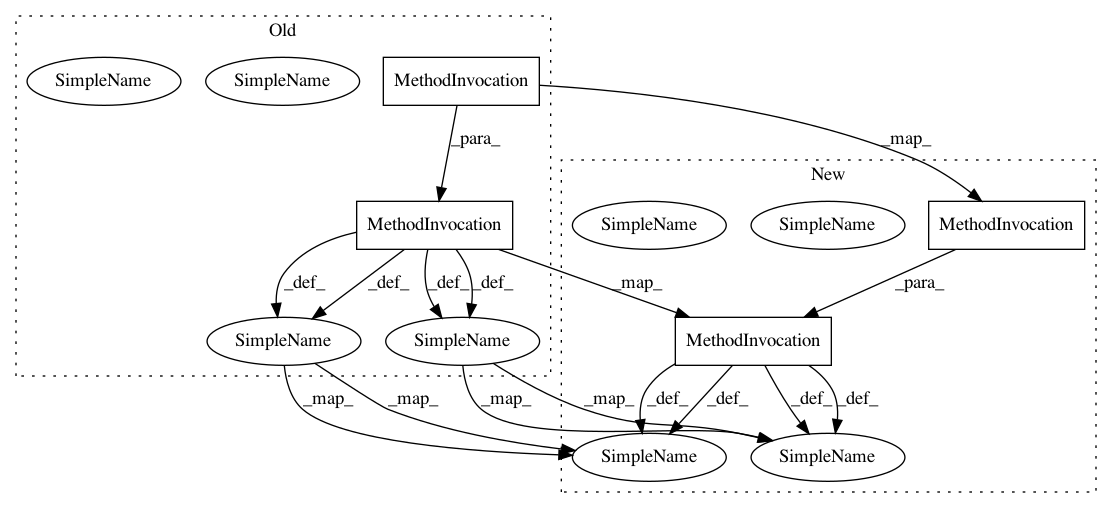 Old
SimpleName
SimpleName
MethodInvocation
_para_
_map_
New
MethodInvocation
SimpleName
SimpleName
MethodInvocation
_def_
_def_
_def_
_def_
_map_
_para_
SimpleName
SimpleName
MethodInvocation
_map_
_map_
_map_
_map_
_def_
_def_
_def_
_def_
SimpleName
SimpleName